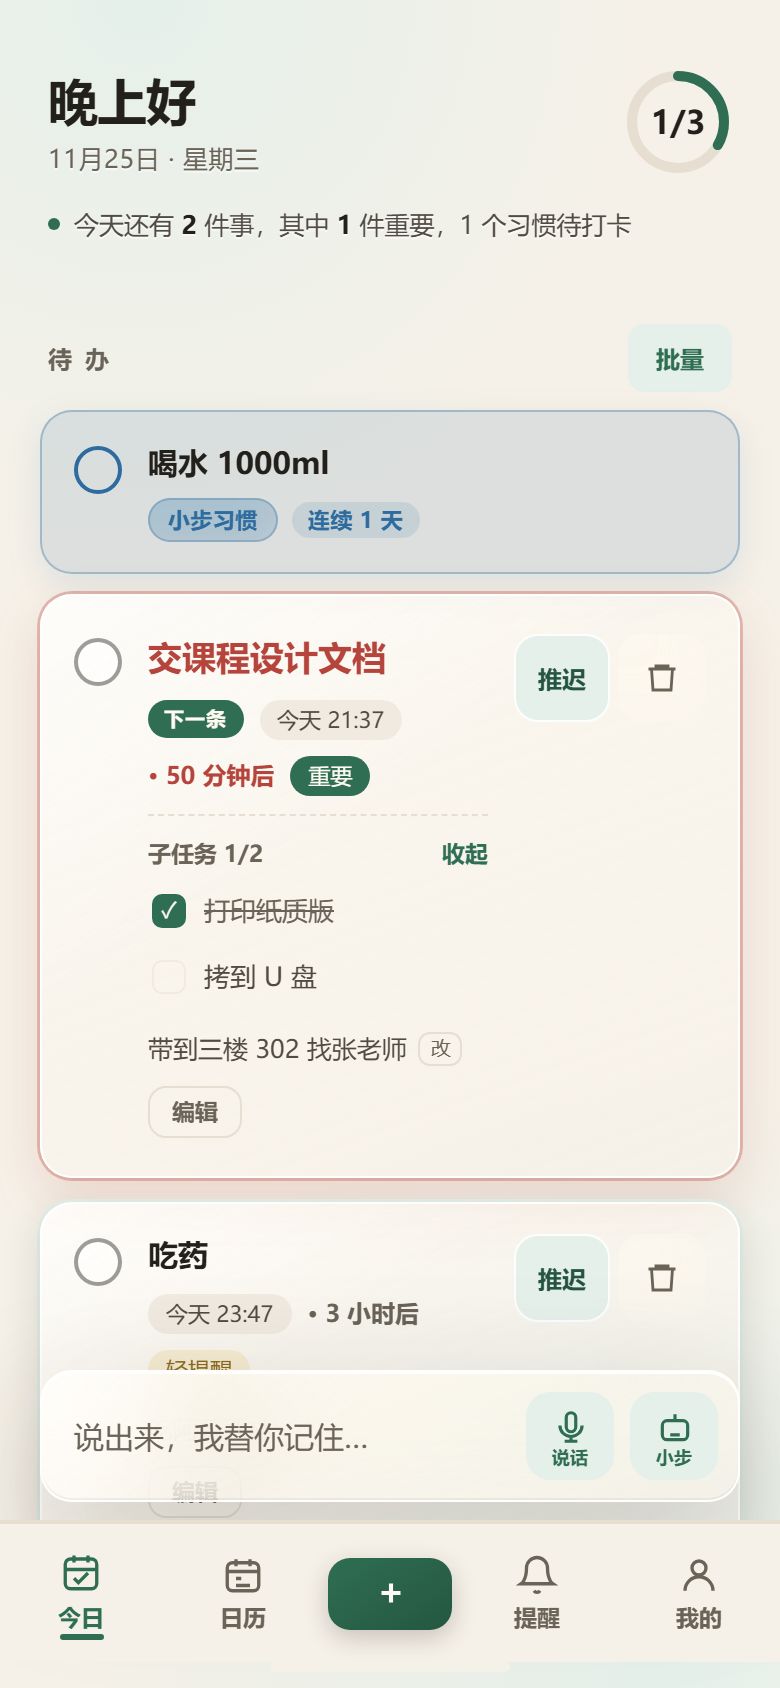 晚上好
1/3
11月25日 · 星期三
今天还有 2 件事，其中 1 件重要，1 个习惯待打卡
待办
批量
喝水 1000ml
小步习惯 连续 1 天
交课程设计文档
推迟
下一条 今天 21:37
• 50 分钟后 重要
子任务 1/2 收起
打印纸质版
拷到 U 盘
带到三楼 302 找张老师 改
编辑
吃药
推迟
今天 23:47 • 3 小时后
轻提醒
说出来，我替你记住...
说话 小步
编辑
今日 日历 + 提醒 我的